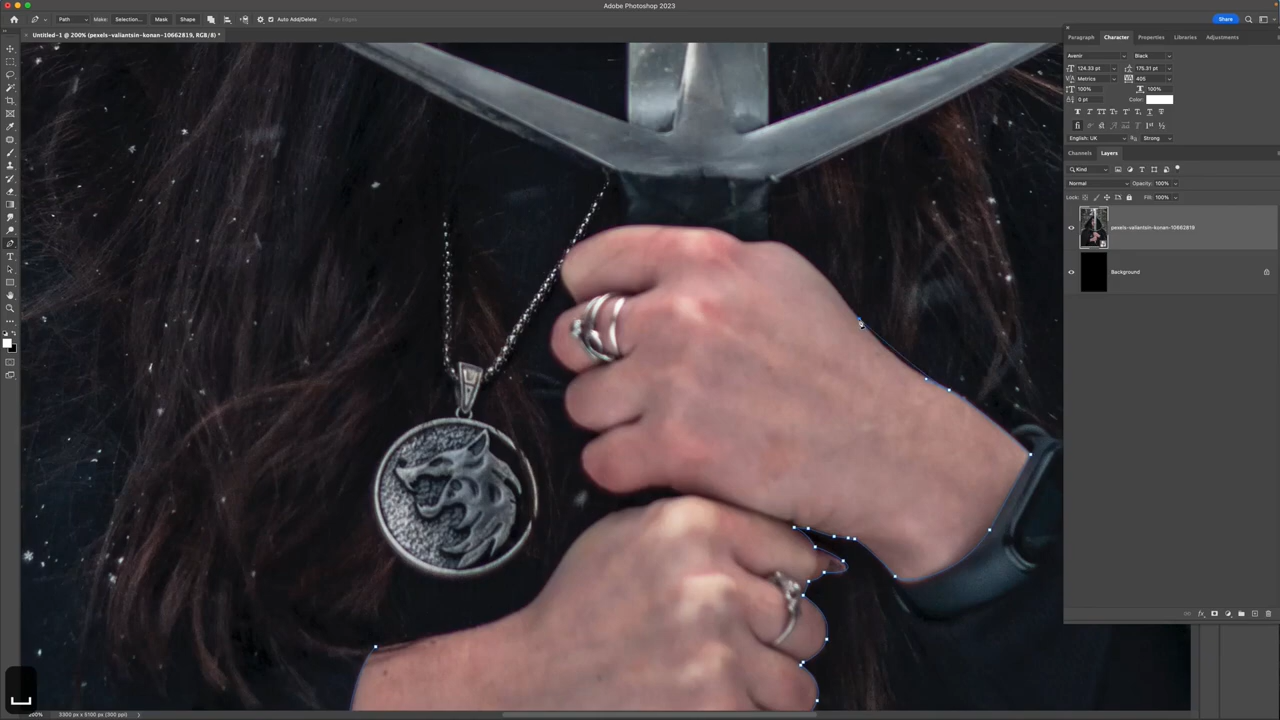 Adobe Photoshop 2023
Path
Make:
Selection...
Mask
Shape
Auto Add/Delete
Align Edges
Share
Untitled-1 @ 200% (pexels-valiantsin-konan-10662819, RGB/8) *
Paragraph
Character
Properties
Libraries
Adjustments
Avenir
Black
124.33 pt
175.31 pt
Metrics
405
100%
100%
0 pt
Color:
English: UK
Strong
Channels
Layers
Kind
Normal
Opacity: 100%
Lock:
Fill: 100%
pexels-valiantsin-konan-10662819
Background
200%
3300 px x 5100 px (300 ppi)